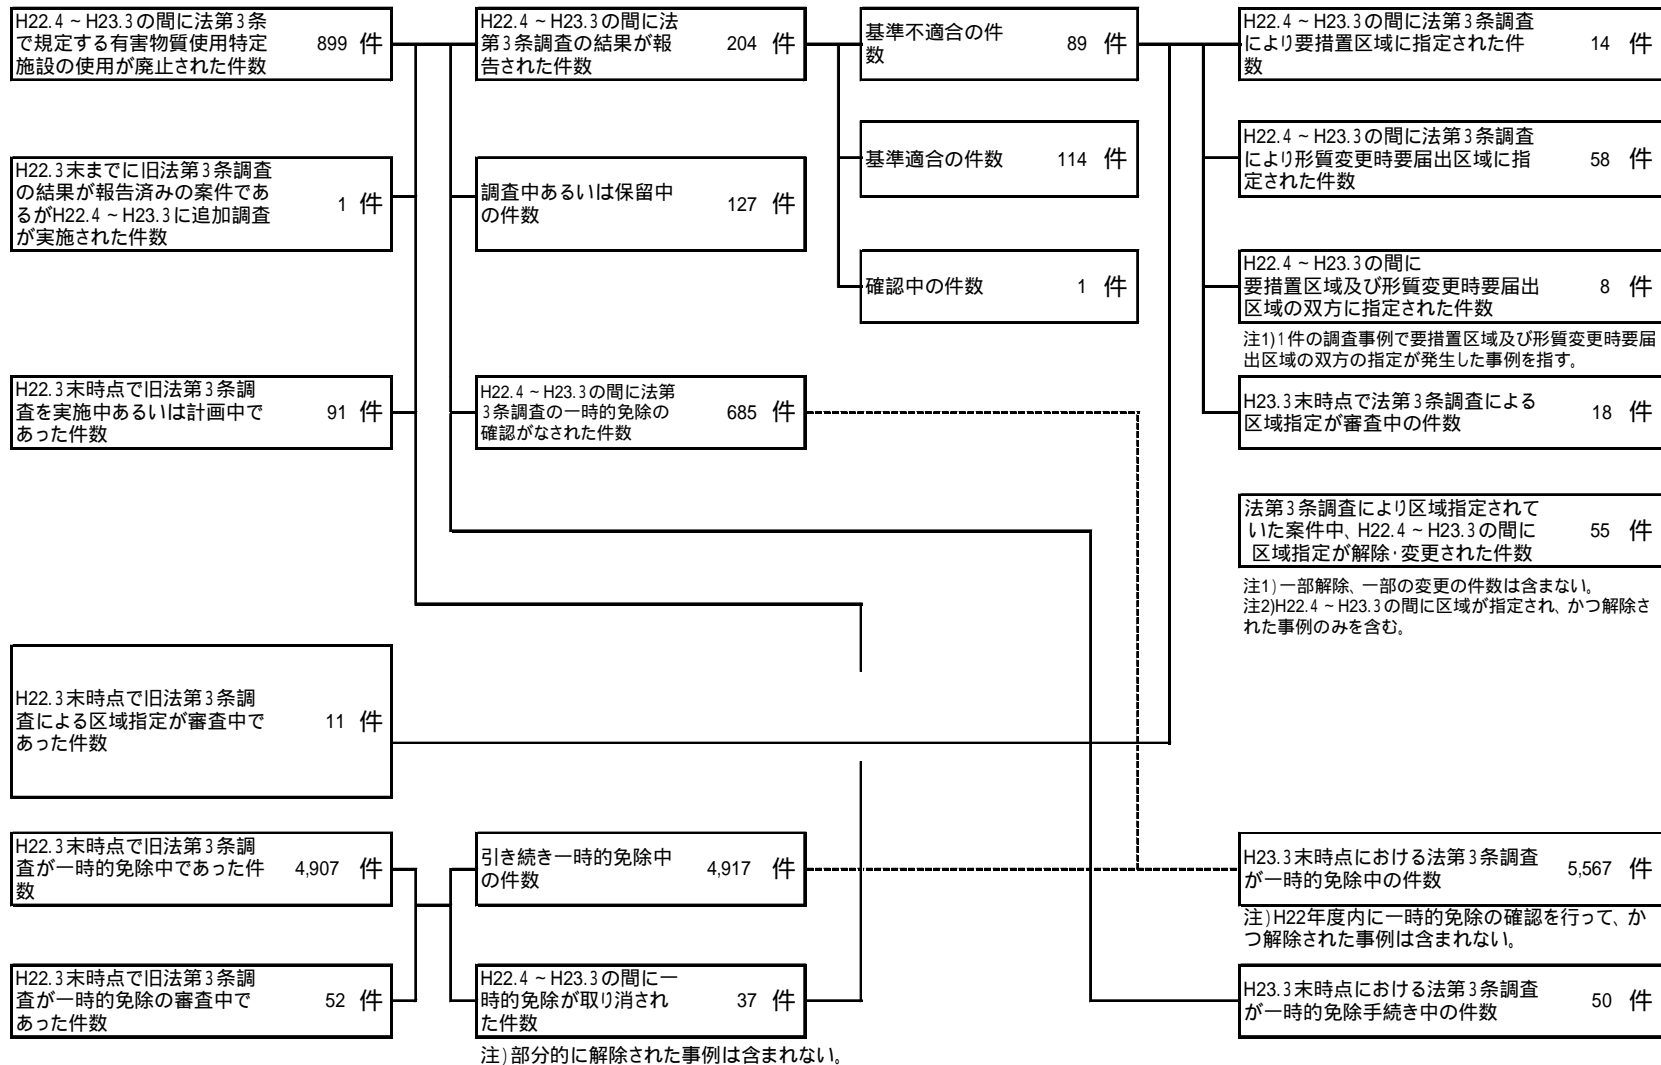 H22.4～H23.3の間に法第3条
で規定する有害物質使用特定
施設の使用が廃止された件数
899 件
H22.3末までに旧法第3条調査
の結果が報告済みの案件であ
るがH22.4～H23.3に追加調査
が実施された件数
1 件
H22.3末時点で旧法第3条調
査を実施中あるいは計画中で
あった件数
91 件
H22.3末時点で旧法第3条調
査による区域指定が審査中で
あった件数
11 件
H22.3末時点で旧法第3条調
査が一時的免除中であった件
数
4,907 件
H22.3末時点で旧法第3条調
査が一時的免除の審査中で
あった件数
52 件
H22.4～H23.3の間に法
第3条調査の結果が報
告された件数
204 件
調査中あるいは保留中
の件数
127 件
H22.4～H23.3の間に法第
3条調査の一時的免除の
確認がなされた件数
685 件
引き続き一時的免除中
の件数
4,917 件
H22.4～H23.3の間に一
時的免除が取り消され
た件数
37 件
注)部分的に解除された事例は含まれない。
基準不適合の件
数
89 件
基準適合の件数
114 件
確認中の件数
1 件
H22.4～H23.3の間に法第3条調査
により要措置区域に指定された件
数
14 件
H22.4～H23.3の間に法第3条調査
により形質変更時要届出区域に指
定された件数
58 件
H22.4～H23.3の間に
要措置区域及び形質変更時要届出
区域の双方に指定された件数
8 件
注1)1件の調査事例で要措置区域及び形質変更時要届
出区域の双方の指定が発生した事例を指す。
H23.3末時点で法第3条調査による
区域指定が審査中の件数
18 件
法第3条調査により区域指定されて
いた案件中、H22.4～H23.3の間に
区域指定が解除・変更された件数
55 件
注1)一部解除、一部の変更の件数は含まない。
注2)H22.4～H23.3の間に区域が指定され、かつ解除さ
れた事例のみを含む。
H23.3末時点における法第3条調査
が一時的免除中の件数
5,567 件
注)H22年度内に一時的免除の確認を行って、か
つ解除された事例は含まれない。
H23.3末時点における法第3条調査
が一時的免除手続き中の件数
50 件